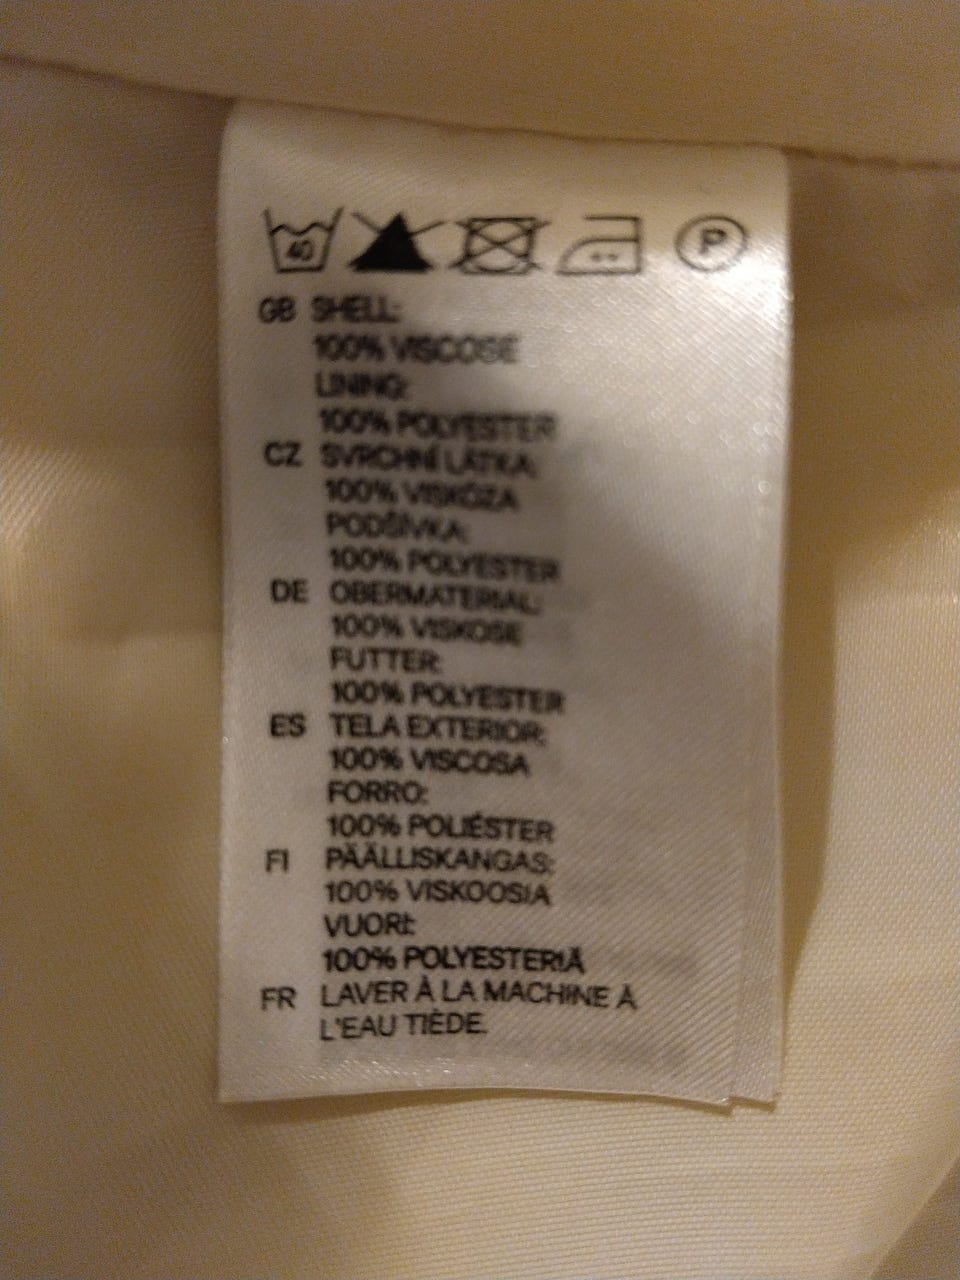 40 P
GB SHELL:
100% VISCOSE
LINING:
100% POLYESTER
CZ SVRCHNÍ LÁTKA:
100% VISKÓZA
PODŠÍVKA:
100% POLYESTER
DE OBERMATERIAL:
100% VISKOSE
FUTTER:
100% POLYESTER
ES TELA EXTERIOR:
100% VISCOSA
FORRO:
100% POLIÉSTER
FI PÄÄLLISKANGAS:
100% VISKOOSIA
VUORI:
100% POLYESTERIÄ
FR LAVER À LA MACHINE À
L'EAU TIÈDE.